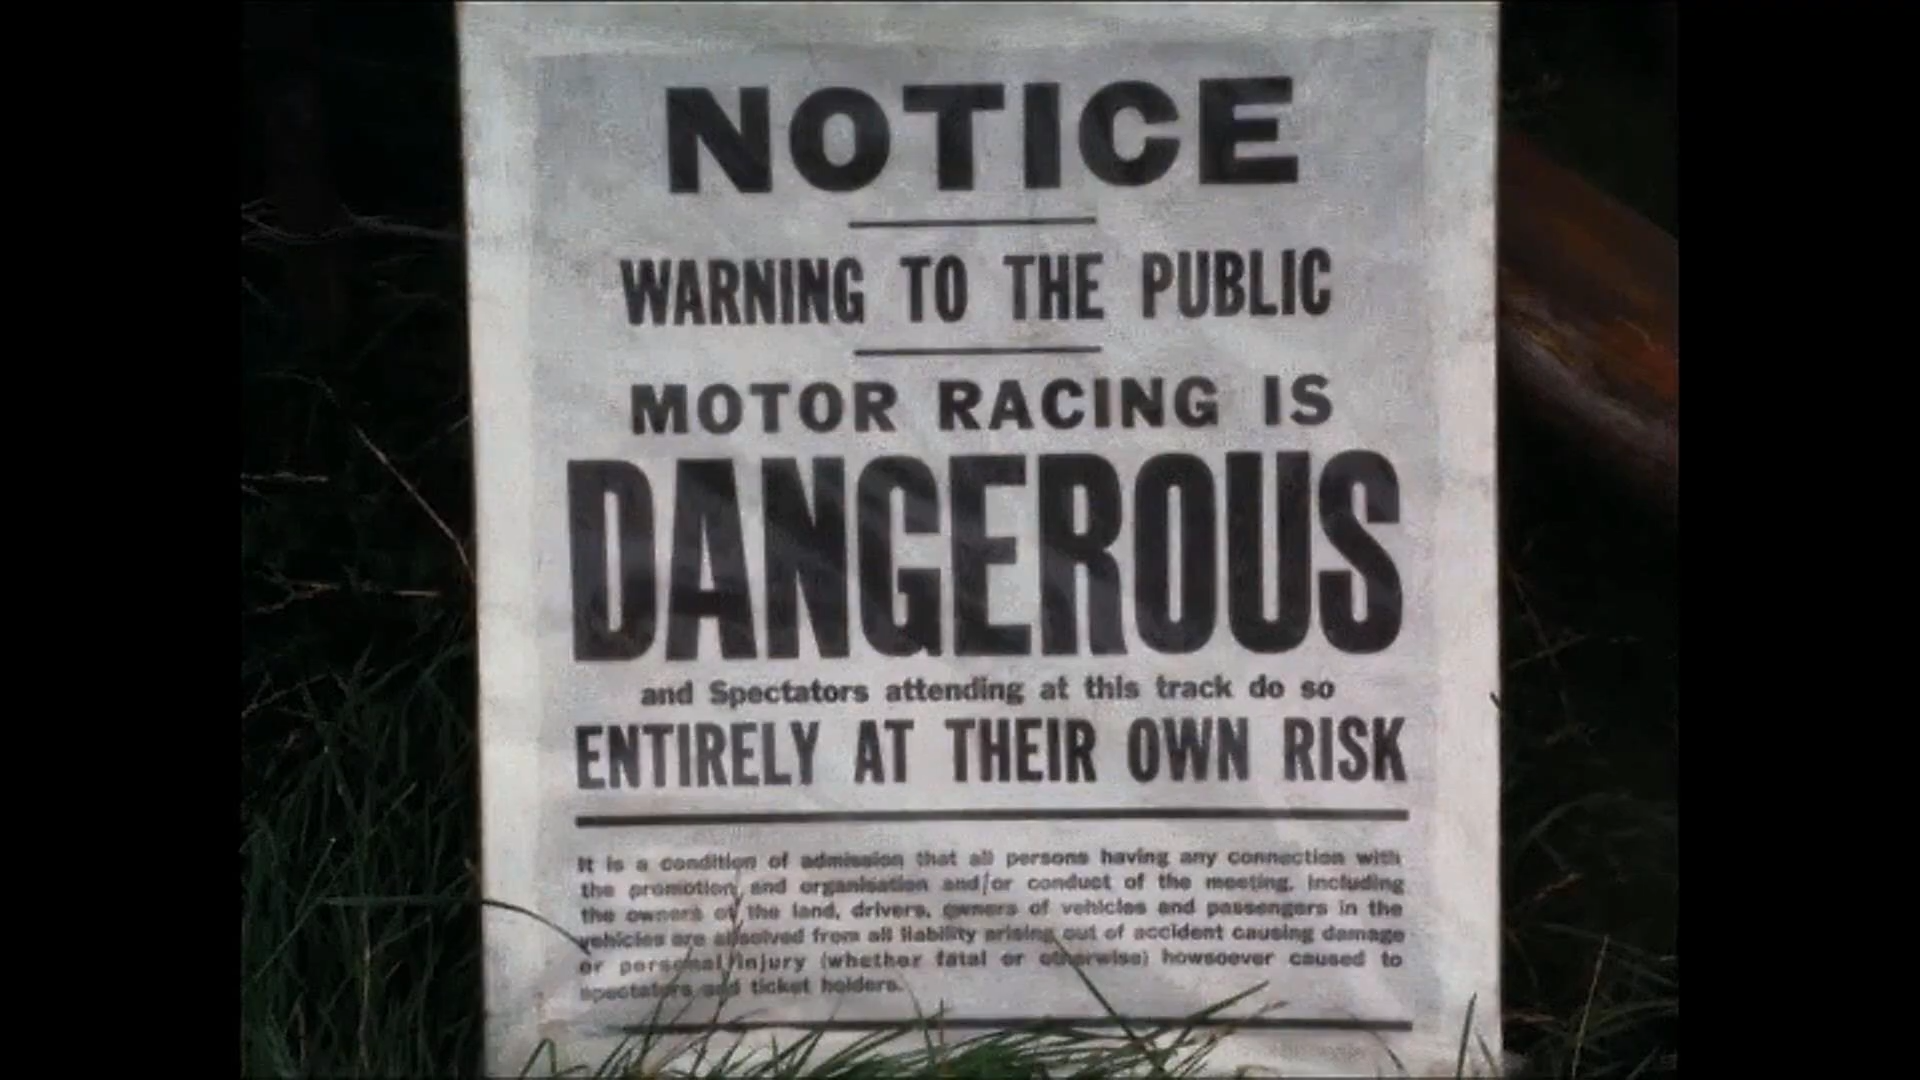 NOTICE
WARNING TO THE PUBLIC
MOTOR RACING IS
DANGEROUS
and Spectators attending at this track do so
ENTIRELY AT THEIR OWN RISK
It is a condition of admission that all persons having any connection with
the promotion and organisation and/or conduct of the meeting, including
the owners of the land, drivers, owners of vehicles and passengers in the
vehicles are absolved from all liability arising out of accident causing damage
or personal injury (whether fatal or otherwise) howsoever caused to
spectators and ticket holders.